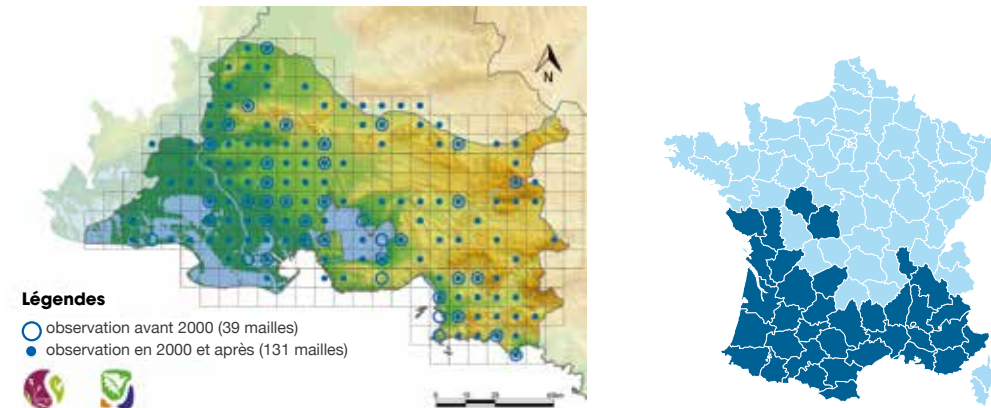 N
Légendes
observation avant 2000 (39 mailles)
observation en 2000 et après (131 mailles)